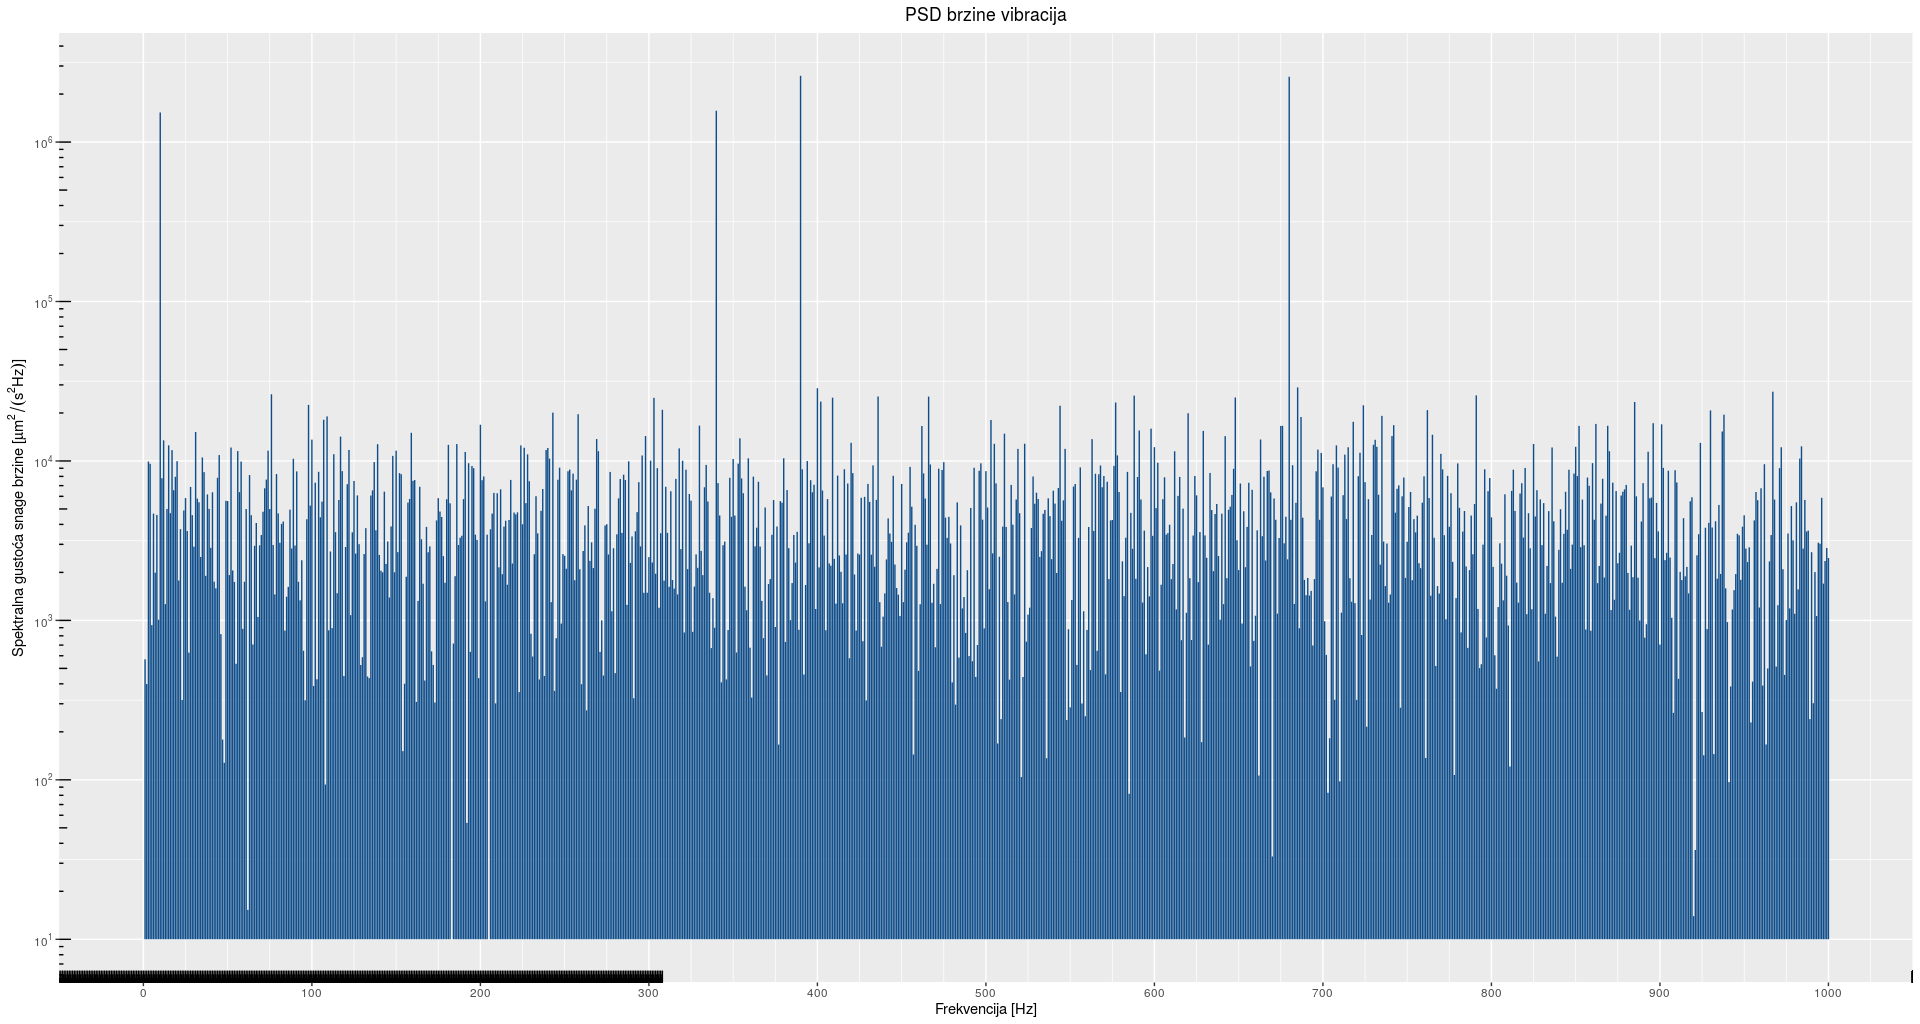 PSD brzine vibracija
Spektralna gustoća snage brzine [µm²/(s²Hz)]
10⁶
10⁵
10⁴
10³
10²
10¹
0 100 200 300 400 500 600 700 800 900 1000
Frekvencija [Hz]